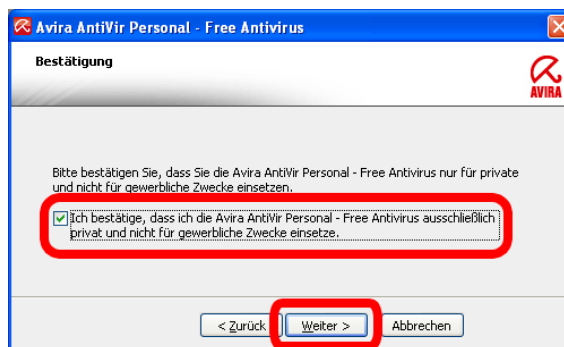 Avira AntiVir Personal - Free Antivirus
Bestätigung
AVIRA
Bitte bestätigen Sie, dass Sie die Avira AntiVir Personal - Free Antivirus nur für private
und nicht für gewerbliche Zwecke einsetzen.
Ich bestätige, dass ich die Avira AntiVir Personal - Free Antivirus ausschließlich
privat und nicht für gewerbliche Zwecke einsetze.
< Zurück
Weiter >
Abbrechen